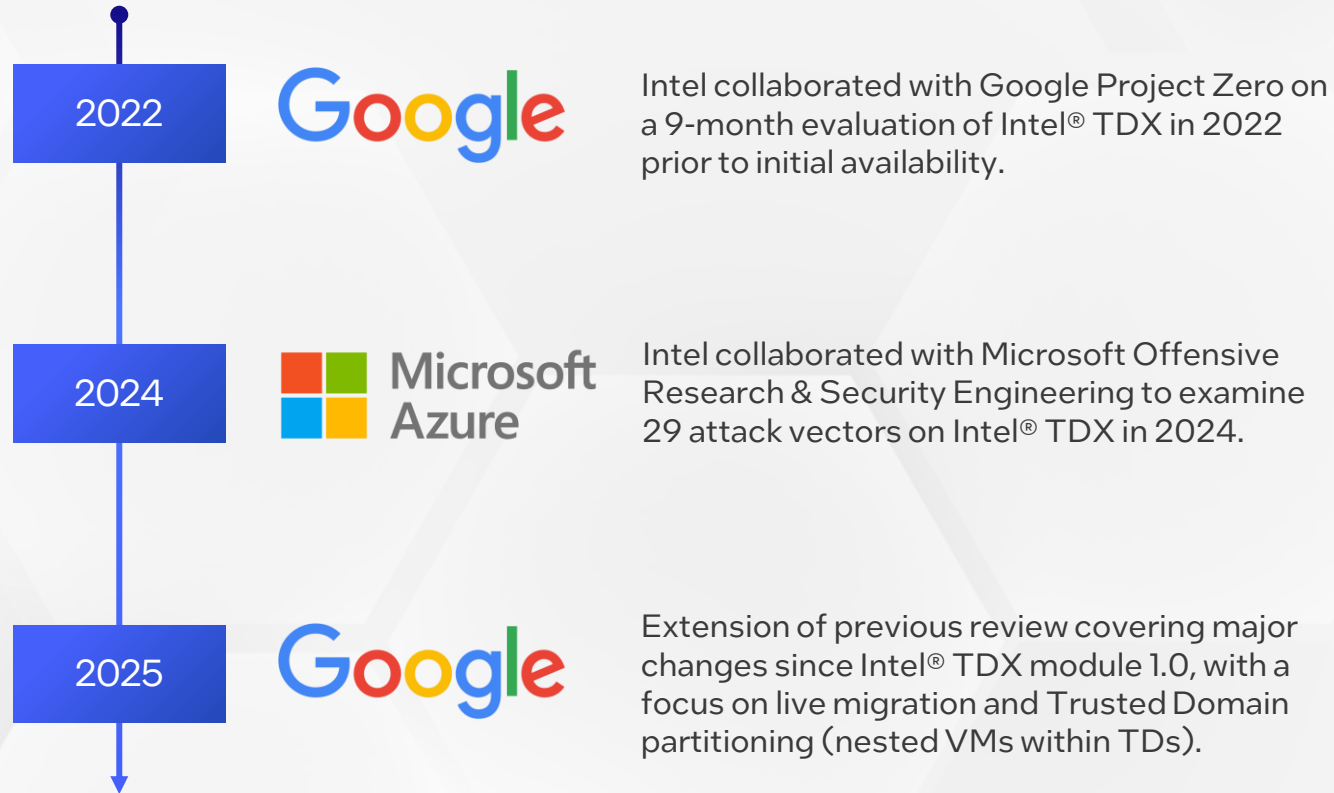 2022
Google
Intel collaborated with Google Project Zero on
a 9-month evaluation of Intel® TDX in 2022
prior to initial availability.
2024
Microsoft
Azure
Intel collaborated with Microsoft Offensive
Research & Security Engineering to examine
29 attack vectors on Intel® TDX in 2024.
2025
Google
Extension of previous review covering major
changes since Intel® TDX module 1.0, with a
focus on live migration and Trusted Domain
partitioning (nested VMs within TDs).